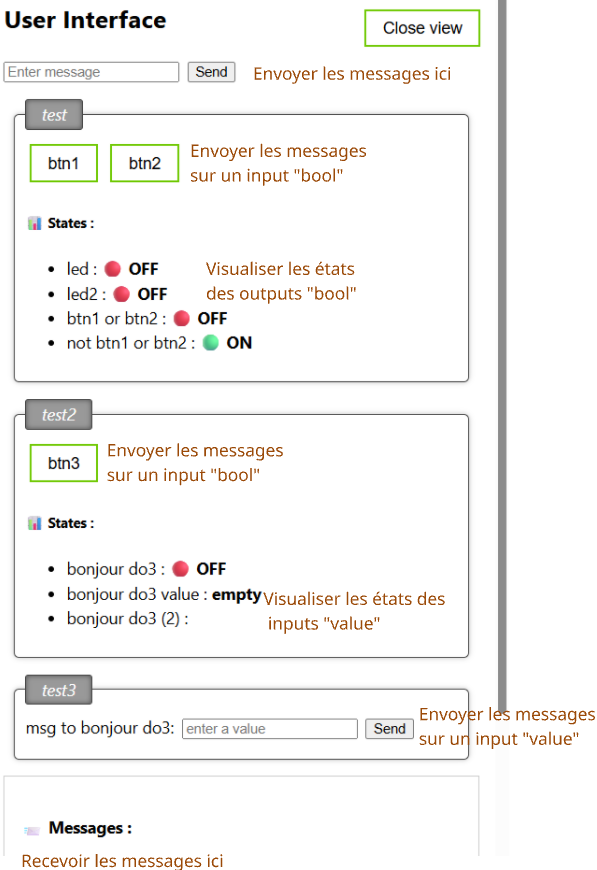 User Interface
Close view
Enter message
Send
Envoyer les messages ici
test
btn1
btn2
Envoyer les messages
sur un input "bool"
States :
led : OFF
led2 : OFF
Visualiser les états
des outputs "bool"
btn1 or btn2 : OFF
not btn1 or btn2 : ON
test2
btn3
Envoyer les messages
sur un input "bool"
States :
bonjour do3 : OFF
bonjour do3 value : empty
bonjour do3 (2) :
Visualiser les états des
inputs "value"
test3
msg to bonjour do3:
enter a value
Send
Envoyer les messages
sur un input "value"
Messages :
Recevoir les messages ici